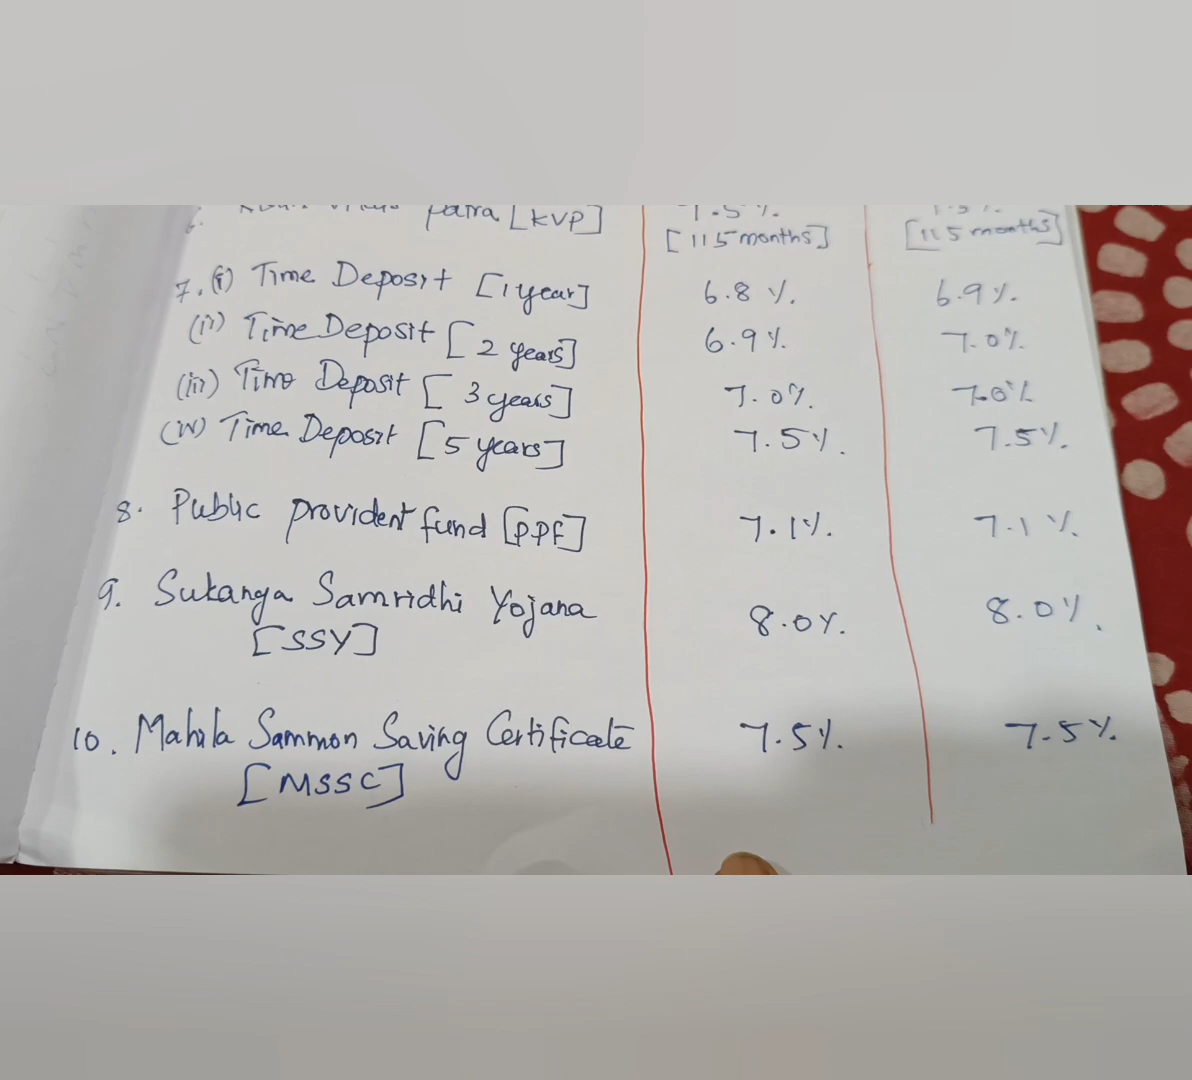 patra [KVP]
[115 months] [115 months]
7. (i) Time Deposit [1 year] 6.8 %. 6.9 %.
(ii) Time Deposit [2 years] 6.9 %. 7.0%.
(iii) Time Deposit [3 years] 7.0%. 7.0%
(iv) Time Deposit [5 years] 7.5%. 7.5%.
8. Public provident fund [PPF] 7.1%. 7.1 %.
9. Sukanya Samridhi Yojana 8.0%. 8.0%.
[SSY]
10. Mahila Sammon Saving Certificate 7.5%. 7.5%.
[MSSC]